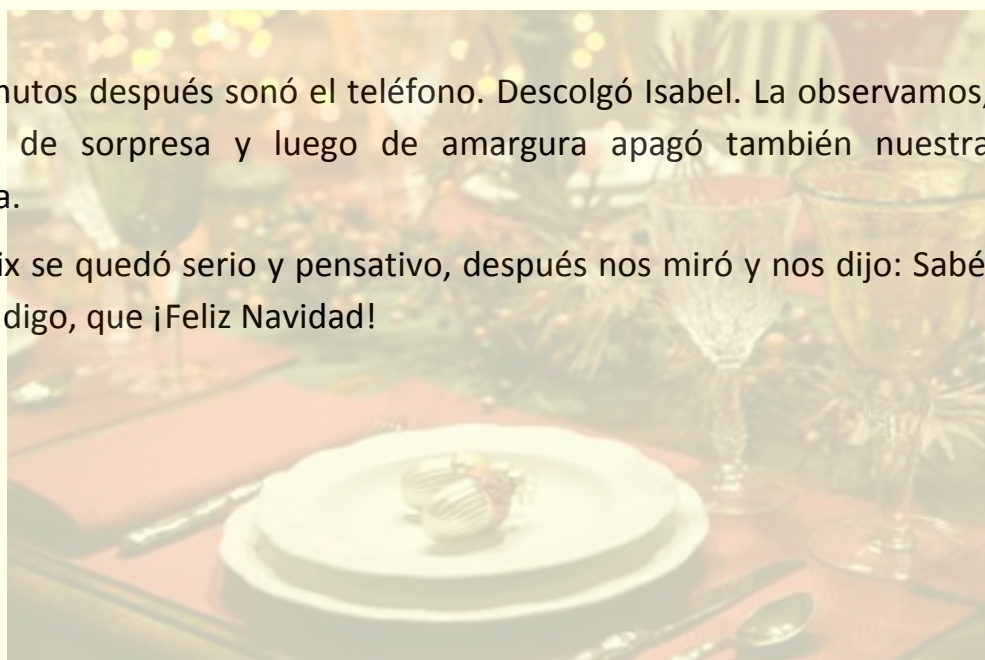 nutos después sonó el teléfono. Descolgó Isabel. La observamos,
de sorpresa y luego de amargura apagó también nuestra
a.
ix se quedó serio y pensativo, después nos miró y nos dijo: Sabé
digo, que ¡Feliz Navidad!